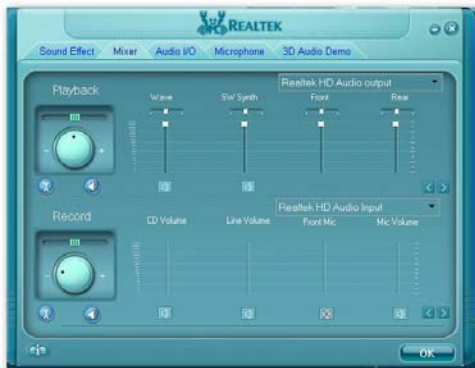 REALTEK
Sound Effect Mixer Audio I/O Microphone 3D Audio Demo
Realtek HD Audio output
Playback
Wave SW Synth Front Rear
Realtek HD Audio Input
Record
CD Volume Line Volume Front Mic Mic Volume
OK